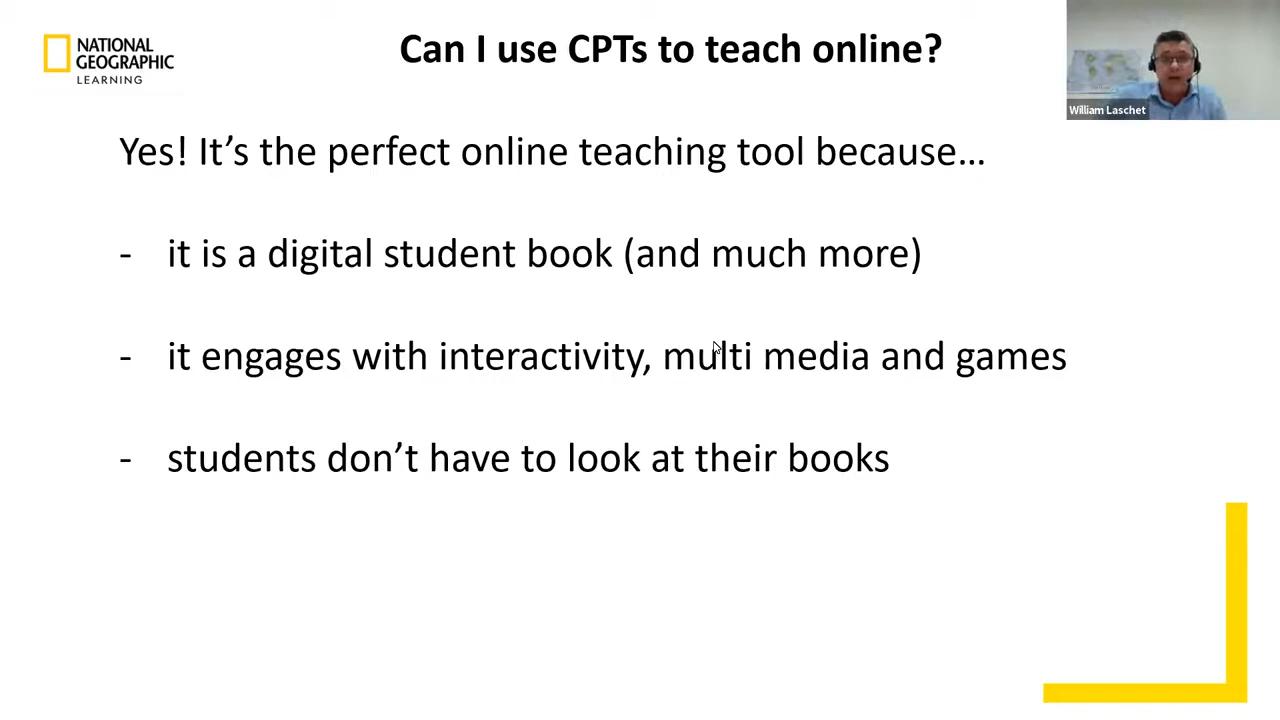 NATIONAL
GEOGRAPHIC
LEARNING
Can I use CPTs to teach online?
William Laschet
Yes! It’s the perfect online teaching tool because…
- it is a digital student book (and much more)
- it engages with interactivity, multi media and games
- students don’t have to look at their books